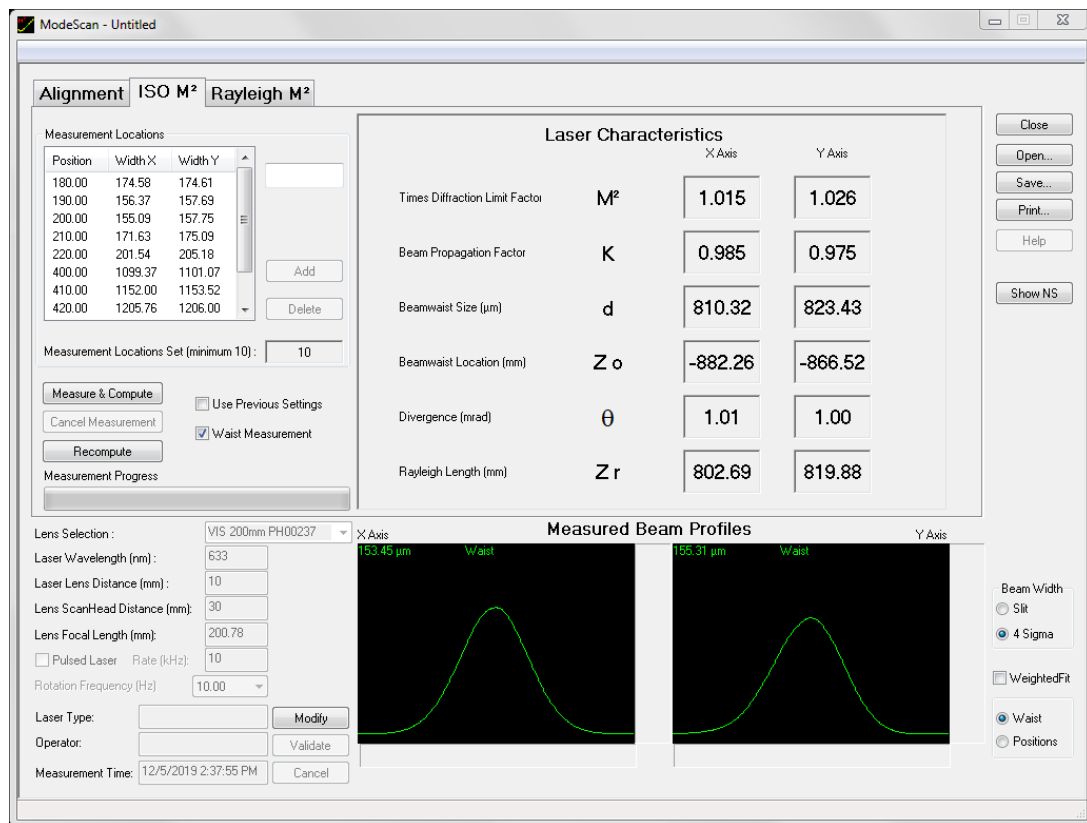 ModeScan - Untitled
Alignment ISO M² Rayleigh M²
Measurement Locations
Position Width X Width Y
180.00 174.58 174.61
190.00 156.37 157.69
200.00 155.09 157.75
210.00 171.63 175.09
220.00 201.54 205.18
400.00 1099.37 1101.07
410.00 1152.00 1153.52
420.00 1205.76 1206.00
Add
Delete
Measurement Locations Set (minimum 10) : 10
Measure & Compute
Cancel Measurement
Recompute
Use Previous Settings
Waist Measurement
Measurement Progress
Laser Characteristics
X Axis Y Axis
Times Diffraction Limit Factor M² 1.015 1.026
Beam Propagation Factor K 0.985 0.975
Beamwaist Size (µm) d 810.32 823.43
Beamwaist Location (mm) Z o -882.26 -866.52
Divergence (mrad) θ 1.01 1.00
Rayleigh Length (mm) Z r 802.69 819.88
Close
Open...
Save...
Print...
Help
Show NS
Lens Selection : VIS 200mm PH00237
Laser Wavelength (nm) : 633
Laser Lens Distance (mm) : 10
Lens ScanHead Distance (mm): 30
Lens Focal Length (mm): 200.78
Pulsed Laser Rate (kHz): 10
Rotation Frequency (Hz) 10.00
Laser Type: Modify
Operator: Validate
Measurement Time: 12/5/2019 2:37:55 PM Cancel
Measured Beam Profiles
X Axis Y Axis
153.45 µm Waist
155.31 µm Waist
Beam Width
Slit
4 Sigma
WeightedFit
Waist
Positions